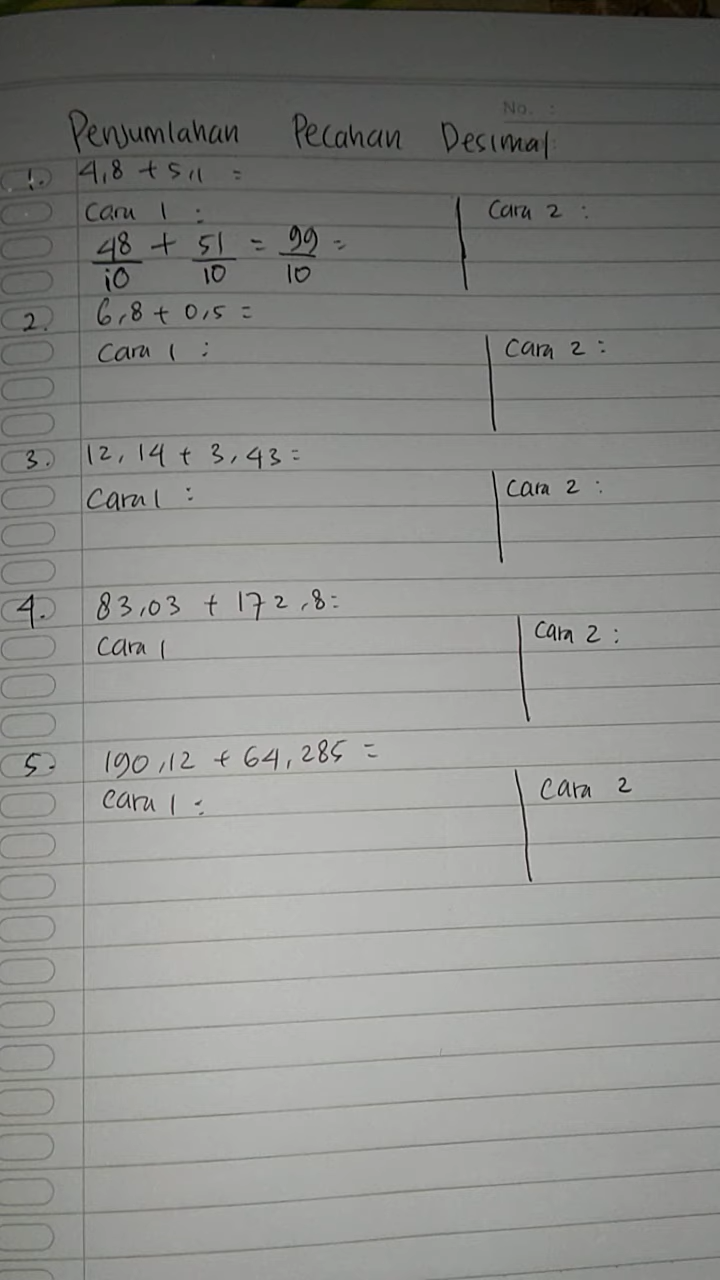 No. :
Penjumlahan Pecahan Desimal
1. 4,8 + 5,1 =
Cara 1 :
Cara 2 :
48/10 + 51/10 = 99/10 =
2. 6,8 + 0,5 =
Cara 1 :
Cara 2 :
3. 12,14 + 3,43 =
Cara 1 :
Cara 2 :
4. 83,03 + 172,8 =
Cara 1
Cara 2 :
5. 190,12 + 64,285 =
Cara 1 :
Cara 2